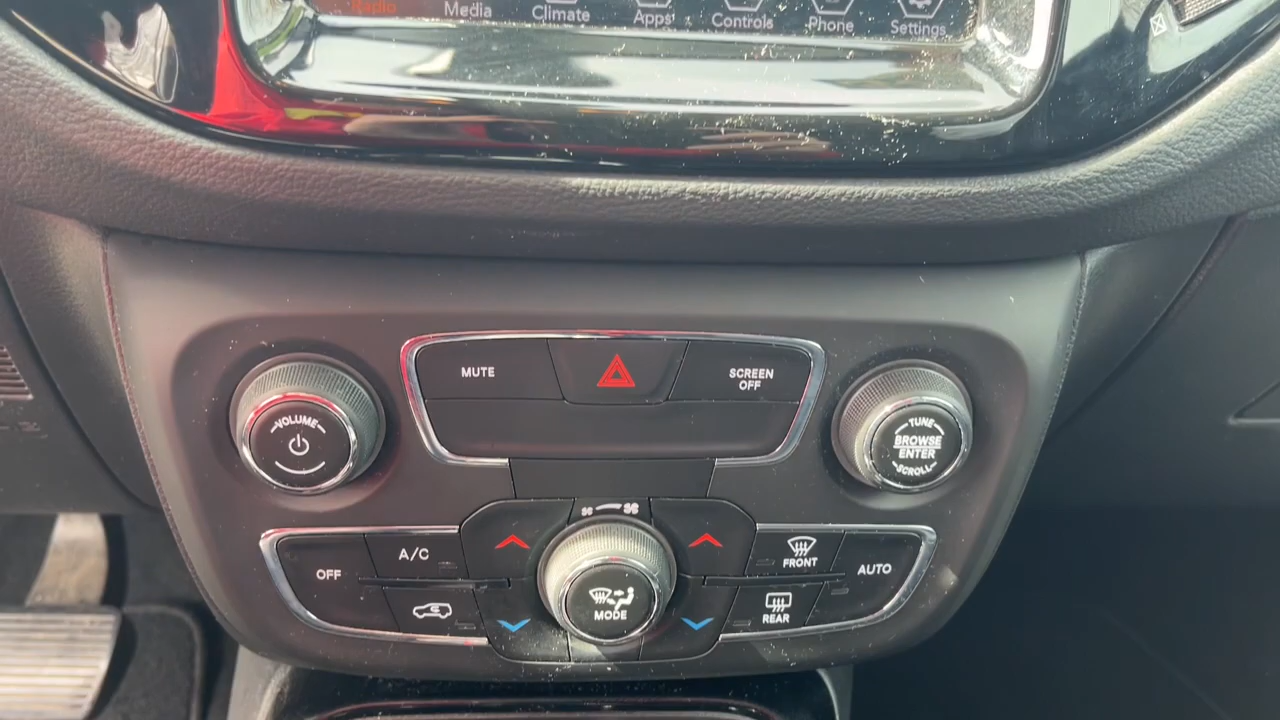 Radio
Media
Climate
Apps
Controls
Phone
Settings
MUTE
SCREEN
OFF
VOLUME
TUNE
BROWSE
ENTER
SCROLL
OFF
A/C
MODE
FRONT
REAR
AUTO